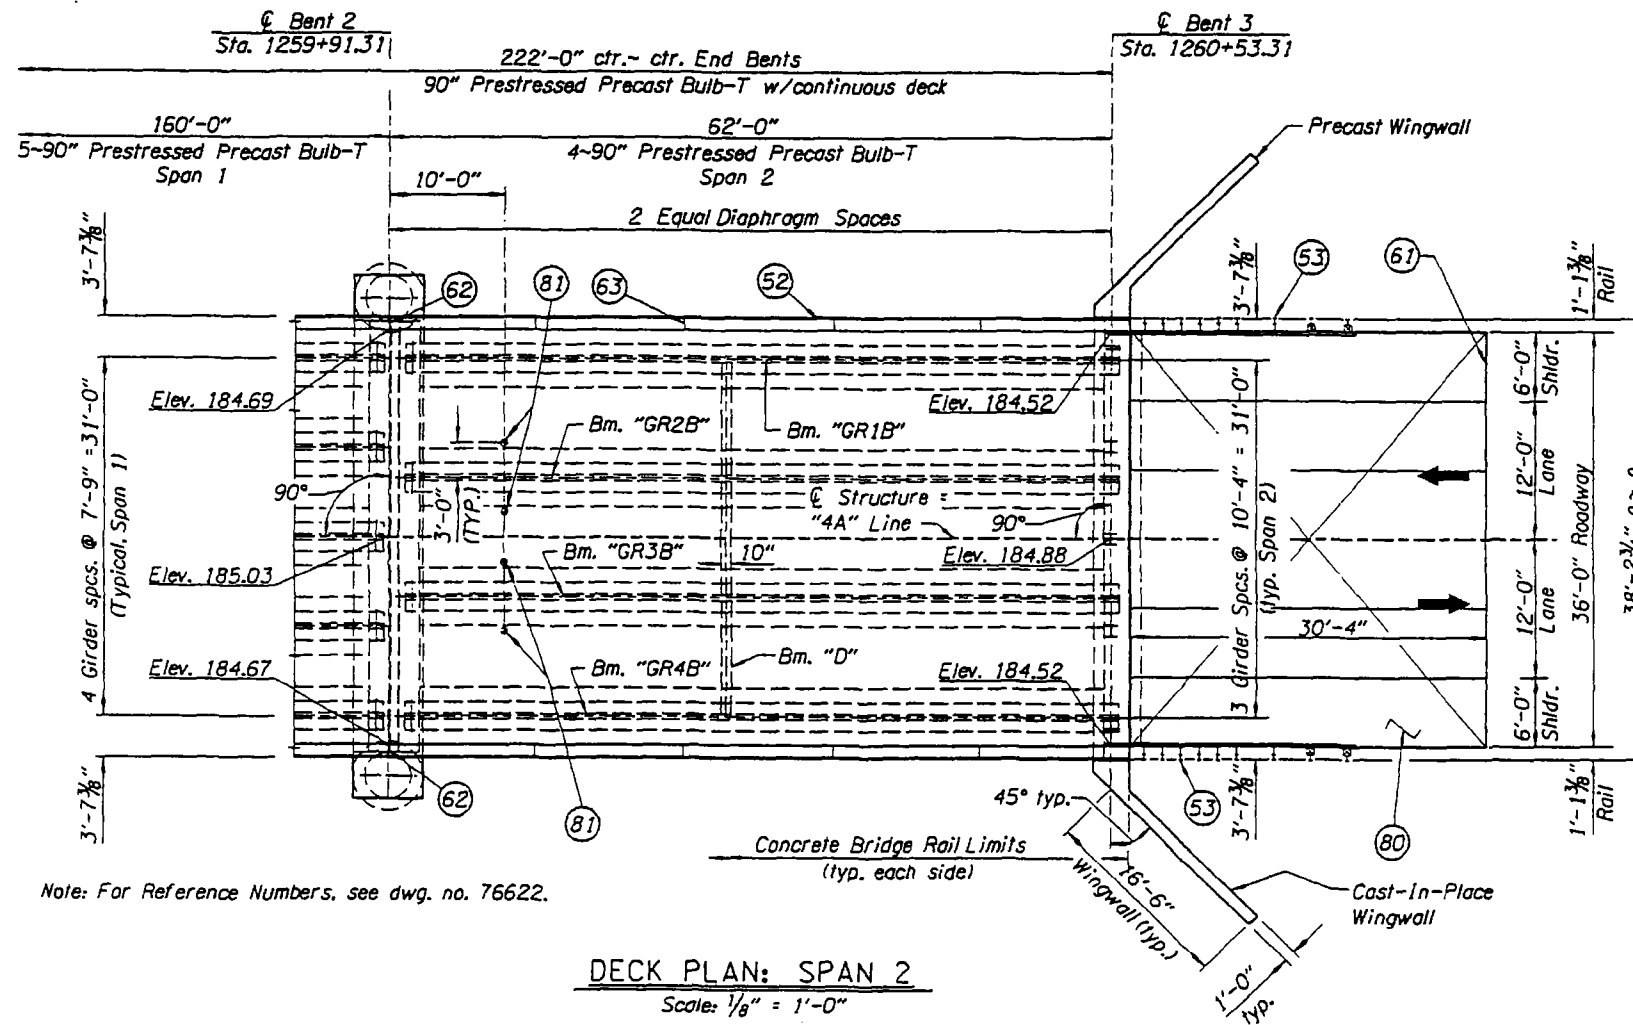 ℄ Bent 2
Sta. 1259+91.31
℄ Bent 3
Sta. 1260+53.31
222'-0" ctr.~ ctr. End Bents
90" Prestressed Precast Bulb-T w/continuous deck
160'-0"
5~90" Prestressed Precast Bulb-T
Span 1
62'-0"
4~90" Prestressed Precast Bulb-T
Span 2
Precast Wingwall
10'-0"
2 Equal Diaphragm Spaces
3'-7⅜"
62
81
63
52
3'-7⅜"
53
61
1'-1⅜"
Rail
Elev. 184.69
Elev. 184.52
6'-0"
Shldr.
Bm. "GR2B"
Bm. "GR1B"
4 Girder spcs. @ 7'-9" = 31'-0"
(Typical, Span 1)
90°
3'-0"
(TYP.)
℄ Structure =
"4A" Line
90°
3 Girder Spcs @ 10'-4" = 31'-0"
(typ. Span 2)
12'-0"
Lane
36'-0" Roadway
Elev. 185.03
Bm. "GR3B"
10"
Elev. 184.88
12'-0"
Lane
30'-4"
Elev. 184.67
Bm. "GR4B"
Bm. "D"
Elev. 184.52
6'-0"
Shldr.
3'-7⅜"
62
81
45° typ.
53
3'-7⅜"
80
1'-1⅜"
Rail
Concrete Bridge Rail Limits
(typ. each side)
16'-6"
Wingwall (typ.)
Cast-In-Place
Wingwall
1'-0"
typ.
Note: For Reference Numbers, see dwg. no. 76622.
DECK PLAN: SPAN 2
Scale: 1/8" = 1'-0"